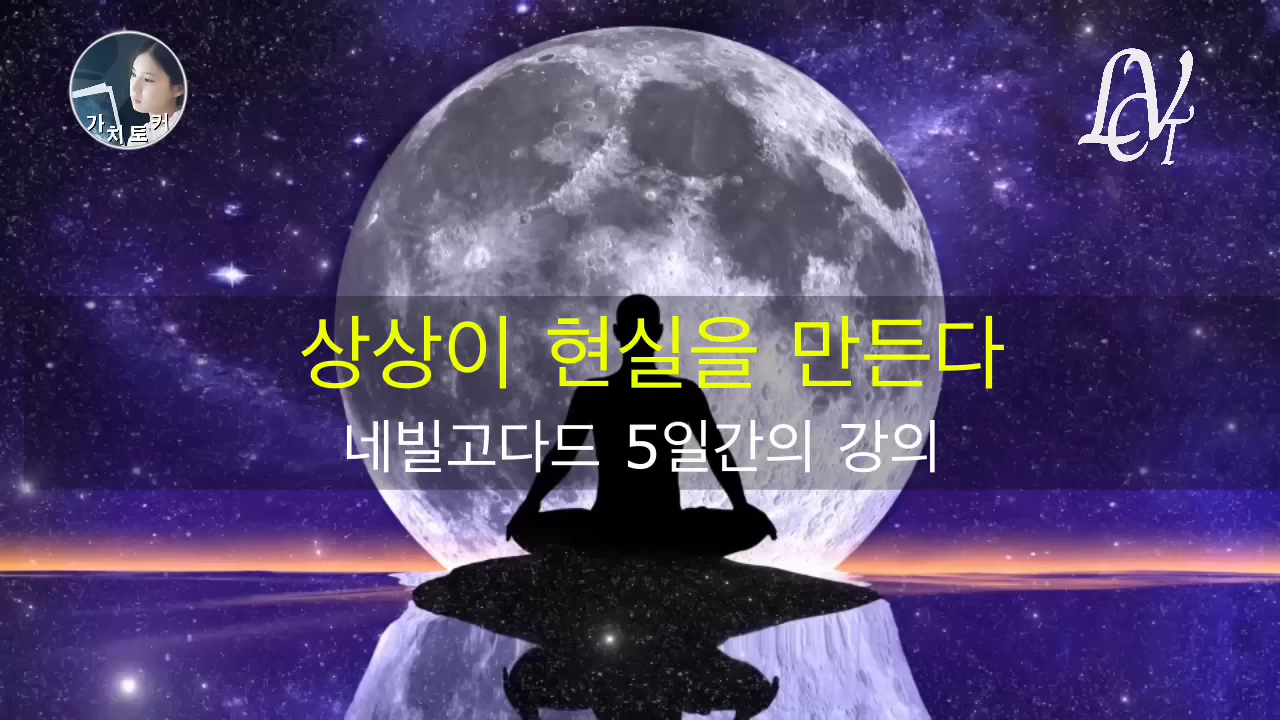 가치토커
상상이 현실을 만든다
네빌고다드 5일간의 강의